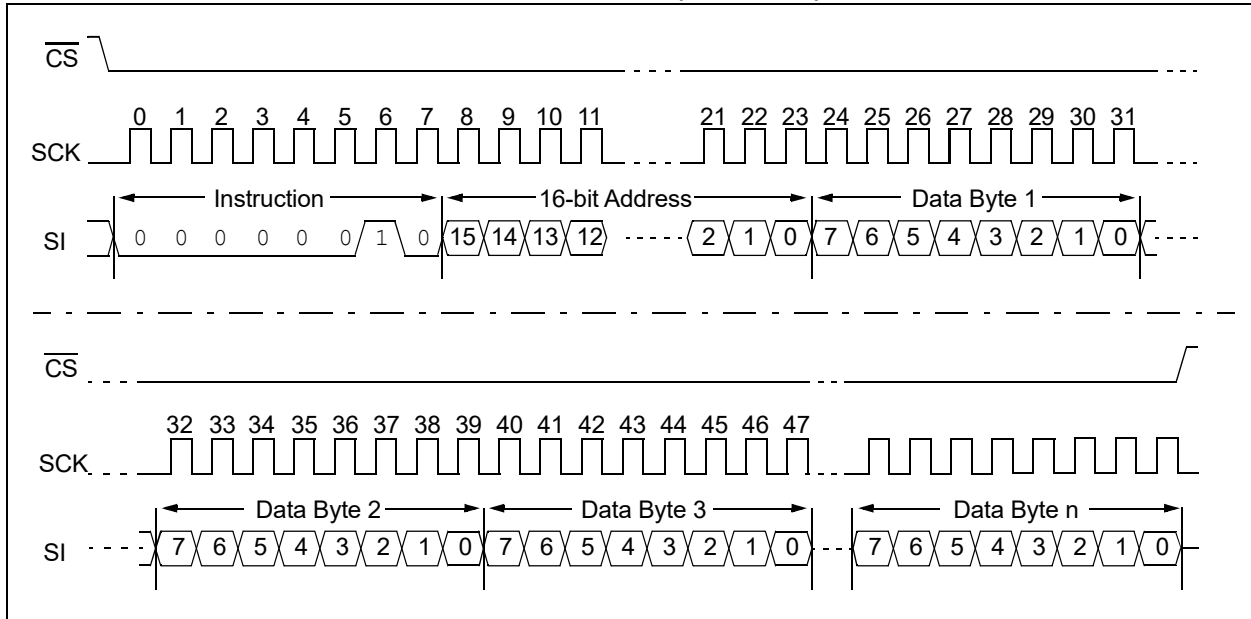 CS
0 1 2 3 4 5 6 7 8 9 10 11 21 22 23 24 25 26 27 28 29 30 31
SCK
Instruction 16-bit Address Data Byte 1
SI 0 0 0 0 0 0 1 0 15 14 13 12 2 1 0 7 6 5 4 3 2 1 0
CS
32 33 34 35 36 37 38 39 40 41 42 43 44 45 46 47
SCK
Data Byte 2 Data Byte 3 Data Byte n
SI 7 6 5 4 3 2 1 0 7 6 5 4 3 2 1 0 7 6 5 4 3 2 1 0